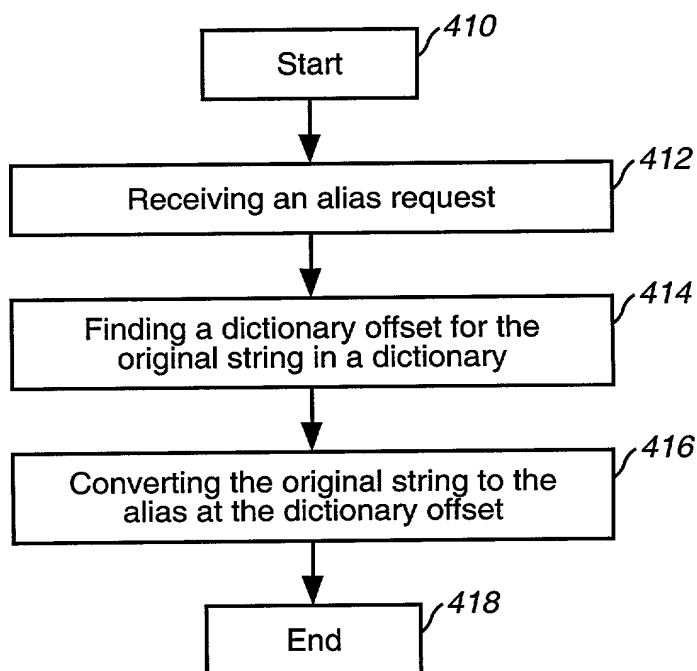 410
Start
412
Receiving an alias request
414
Finding a dictionary offset for the
original string in a dictionary
416
Converting the original string to the
alias at the dictionary offset
418
End